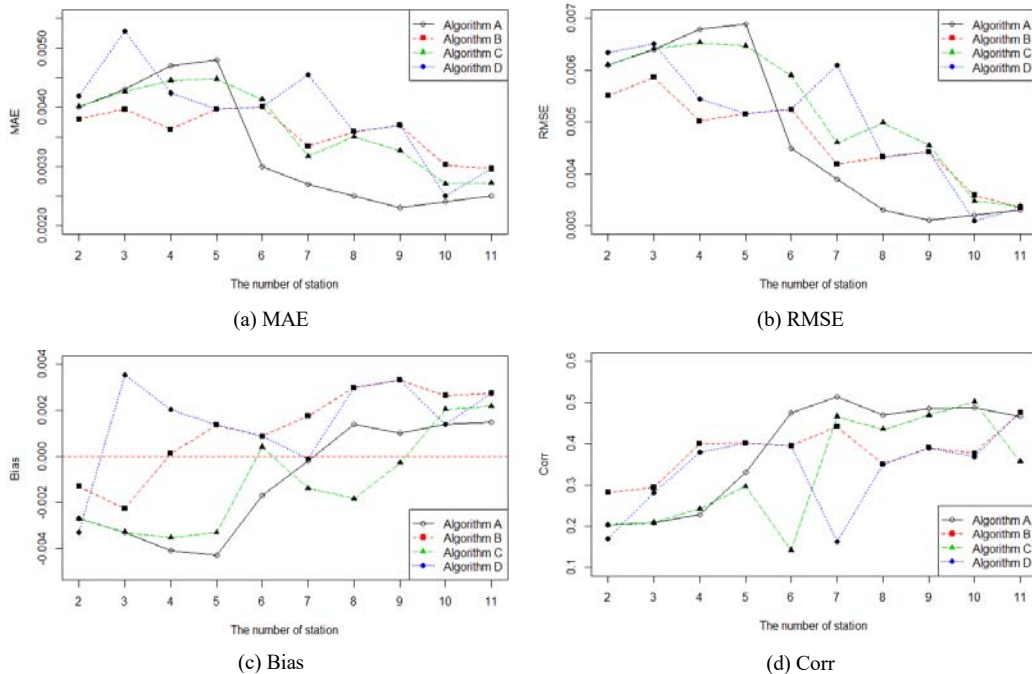 0.0050
0.0040
0.0030
0.0020
MAE
2 3 4 5 6 7 8 9 10 11
The number of station
Algorithm A
Algorithm B
Algorithm C
Algorithm D
(a) MAE
0.007
0.006
0.005
0.004
0.003
RMSE
2 3 4 5 6 7 8 9 10 11
The number of station
Algorithm A
Algorithm B
Algorithm C
Algorithm D
(b) RMSE
0.004
0.002
0.000
-0.002
-0.004
Bias
2 3 4 5 6 7 8 9 10 11
The number of station
Algorithm A
Algorithm B
Algorithm C
Algorithm D
(c) Bias
0.6
0.5
0.4
0.3
0.2
0.1
Corr
2 3 4 5 6 7 8 9 10 11
The number of station
Algorithm A
Algorithm B
Algorithm C
Algorithm D
(d) Corr